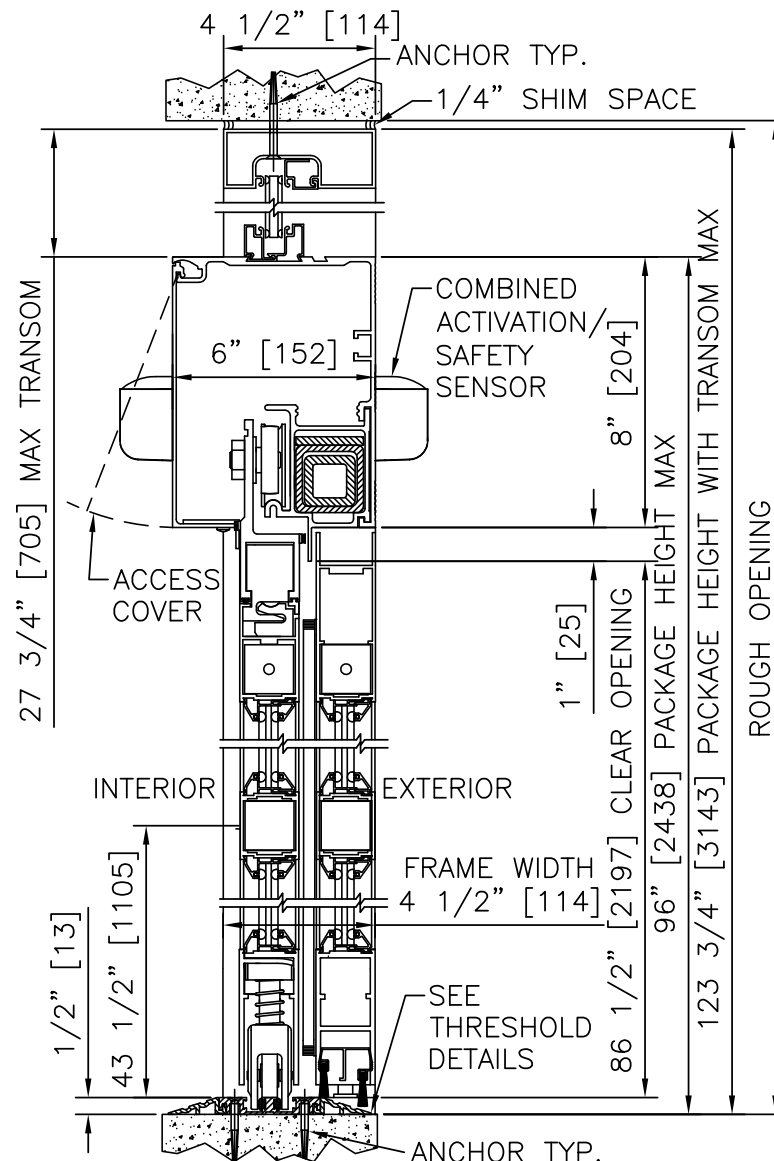 4 1/2” [114]
ANCHOR TYP.
1/4” SHIM SPACE
27 3/4” [705] MAX TRANSOM
COMBINED
ACTIVATION/
SAFETY
SENSOR
6” [152]
8” [204]
ACCESS
COVER
1” [25]
86 1/2” [2197] CLEAR OPENING
96” [2438] PACKAGE HEIGHT MAX
123 3/4” [3143] PACKAGE HEIGHT WITH TRANSOM MAX
ROUGH OPENING
INTERIOR
EXTERIOR
FRAME WIDTH
4 1/2” [114]
1/2” [13]
43 1/2” [1105]
SEE
THRESHOLD
DETAILS
ANCHOR TYP.